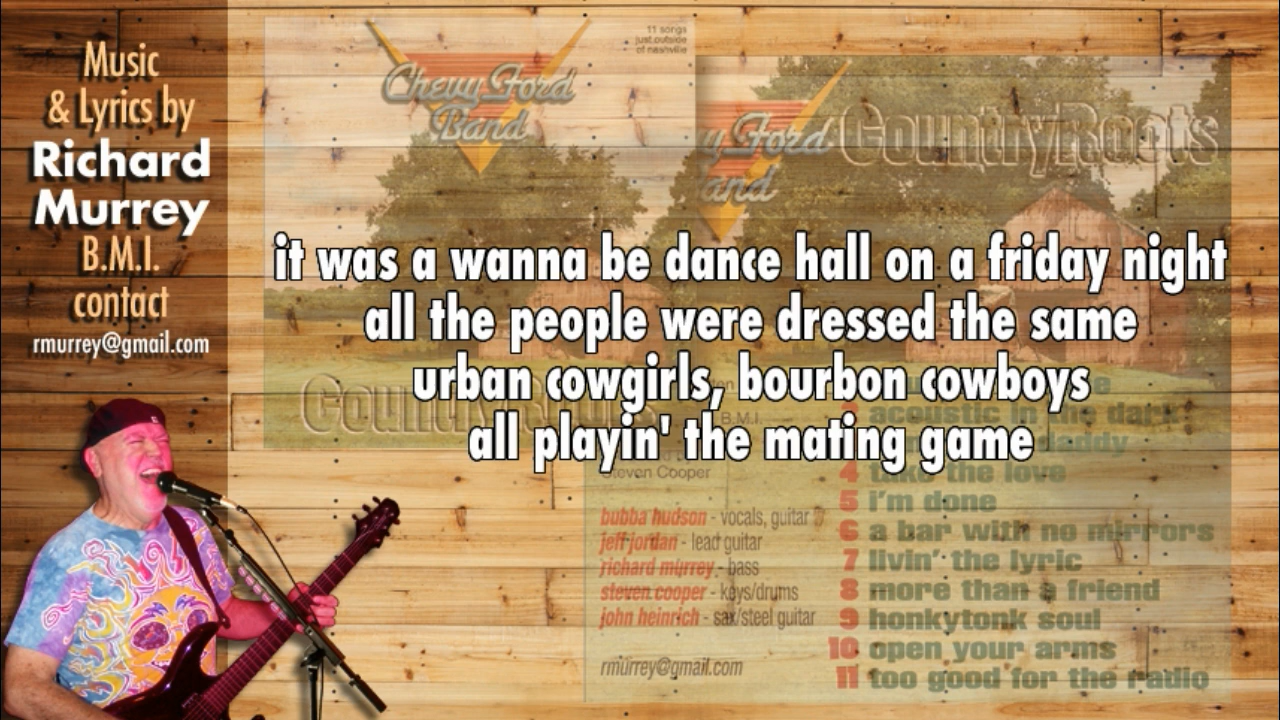 Music
& Lyrics by
Richard
Murrey
B.M.I.
contact
rmurrey@gmail.com
11 songs
just outside
of nashville
Chevy Ford
Band
y Ford
and
CountryRoots
it was a wanna be dance hall on a friday night
all the people were dressed the same
urban cowgirls, bourbon cowboys
all playin' the mating game
B.M.I.
Steven Cooper
bubba hudson - vocals, guitar
jeff jordan - lead guitar
richard murrey - bass
steven cooper - keys/drums
john heinrich - sax/steel guitar
rmurrey@gmail.com
acoustic in the dark
daddy
4 take the love
5 i'm done
6 a bar with no mirrors
7 livin' the lyric
8 more than a friend
9 honkytonk soul
10 open your arms
11 too good for the radio